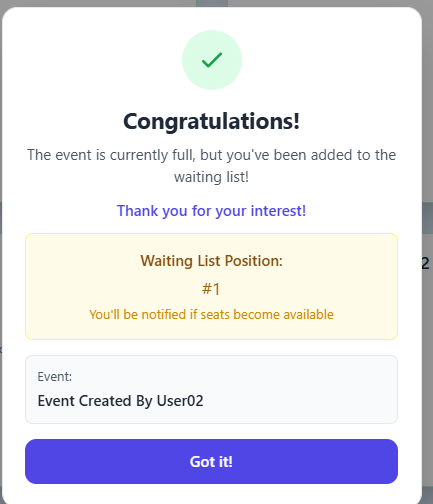 Congratulations!
The event is currently full, but you've been added to the
waiting list!
Thank you for your interest!
Waiting List Position:
#1
You'll be notified if seats become available
2
Event:
Event Created By User02
Got it!